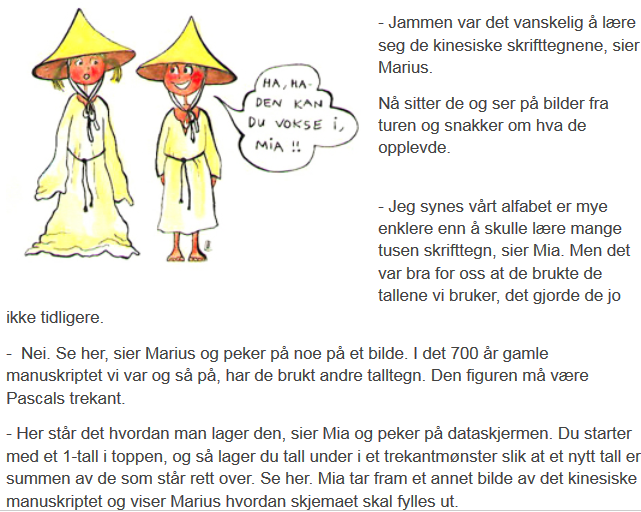 - Jammen var det vanskelig å lære
seg de kinesiske skrifttegnene, sier
Marius.
HA, HA-
DEN KAN
DU VOKSE I,
MIA !!
Nå sitter de og ser på bilder fra
turen og snakker om hva de
opplevde.
- Jeg synes vårt alfabet er mye
enklere enn å skulle lære mange
tusen skrifttegn, sier Mia. Men det
var bra for oss at de brukte de
tallene vi bruker, det gjorde de jo
ikke tidligere.
- Nei. Se her, sier Marius og peker på noe på et bilde. I det 700 år gamle
manuskriptet vi var og så på, har de brukt andre talltegn. Den figuren må være
Pascals trekant.
- Her står det hvordan man lager den, sier Mia og peker på dataskjermen. Du starter
med et 1-tall i toppen, og så lager du tall under i et trekantmønster slik at et nytt tall er
summen av de som står rett over. Se her. Mia tar fram et annet bilde av det kinesiske
manuskriptet og viser Marius hvordan skjemaet skal fylles ut.